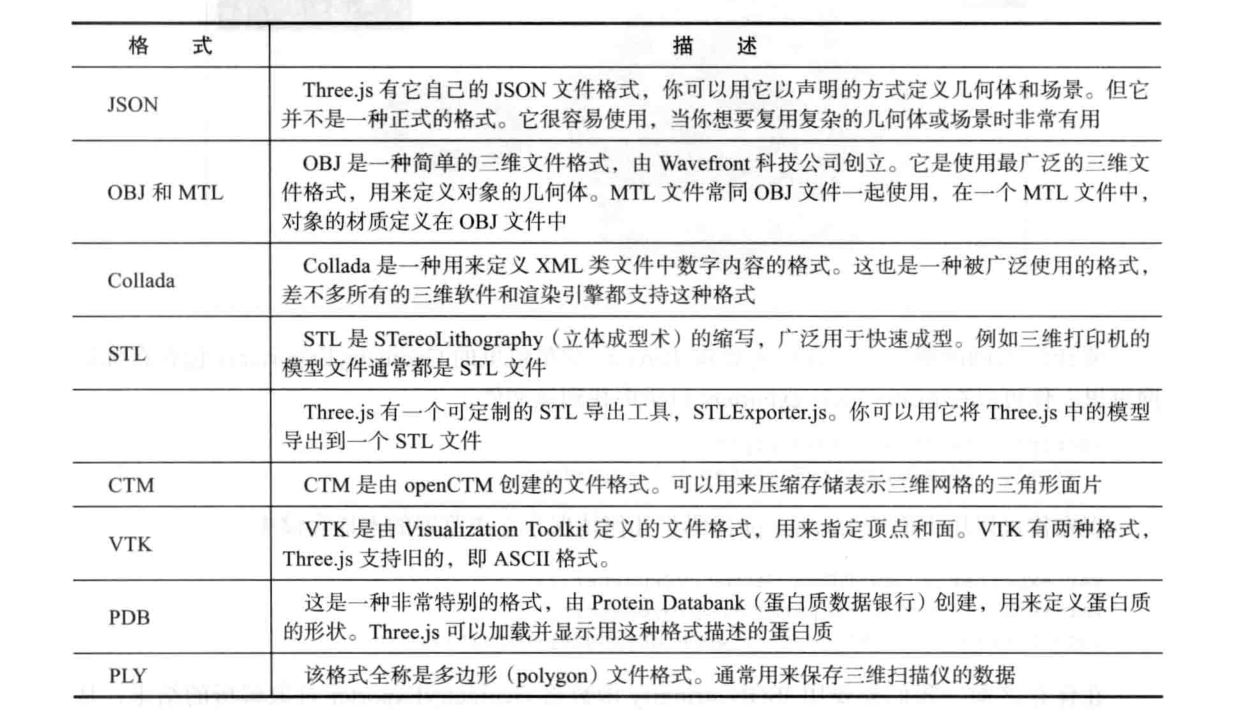 格 式 描 述
JSON
Three.js 有它自己的 JSON 文件格式，你可以用它以声明的方式定义几何体和场景。但它
并不是一种正式的格式。它很容易使用，当你想要复用复杂的几何体或场景时非常有用
OBJ 和 MTL
OBJ 是一种简单的三维文件格式，由 Wavefront 科技公司创立。它是使用最广泛的三维文
件格式，用来定义对象的几何体。MTL 文件常同 OBJ 文件一起使用，在一个 MTL 文件中，
对象的材质定义在 OBJ 文件中
Collada
Collada 是一种用来定义 XML 类文件中数字内容的格式。这也是一种被广泛使用的格式，
差不多所有的三维软件和渲染引擎都支持这种格式
STL
STL 是 STereoLithography（立体成型术）的缩写，广泛用于快速成型。例如三维打印机的
模型文件通常都是 STL 文件
Three.js 有一个可定制的 STL 导出工具，STLExporter.js。你可以用它将 Three.js 中的模型
导出到一个 STL 文件
CTM
CTM 是由 openCTM 创建的文件格式。可以用来压缩存储表示三维网格的三角形面片
VTK
VTK 是由 Visualization Toolkit 定义的文件格式，用来指定顶点和面。VTK 有两种格式，
Three.js 支持旧的，即 ASCII 格式。
PDB
这是一种非常特别的格式，由 Protein Databank（蛋白质数据银行）创建，用来定义蛋白质
的形状。Three.js 可以加载并显示用这种格式描述的蛋白质
PLY
该格式全称是多边形（polygon）文件格式。通常用来保存三维扫描仪的数据